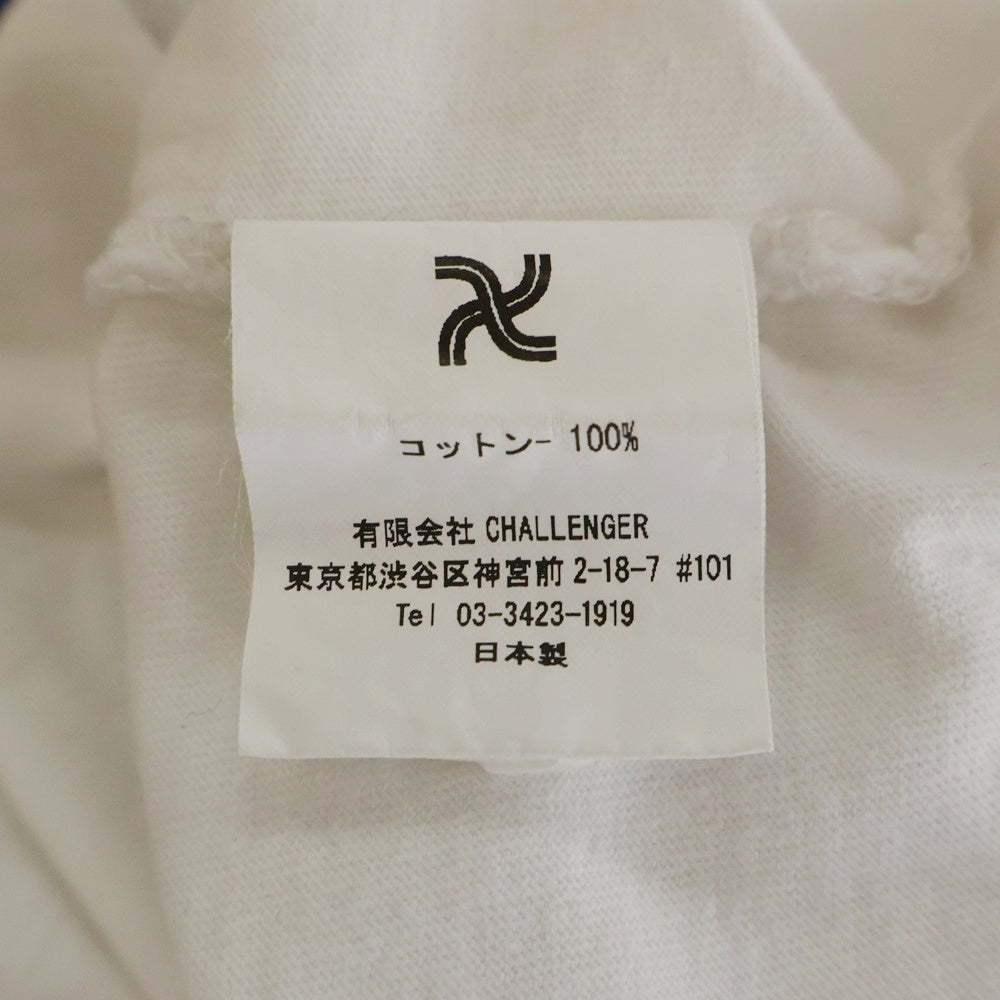 コットン- 100%
有限会社 CHALLENGER
東京都渋谷区神宮前 2-18-7 #101
Tel 03-3423-1919
日本製